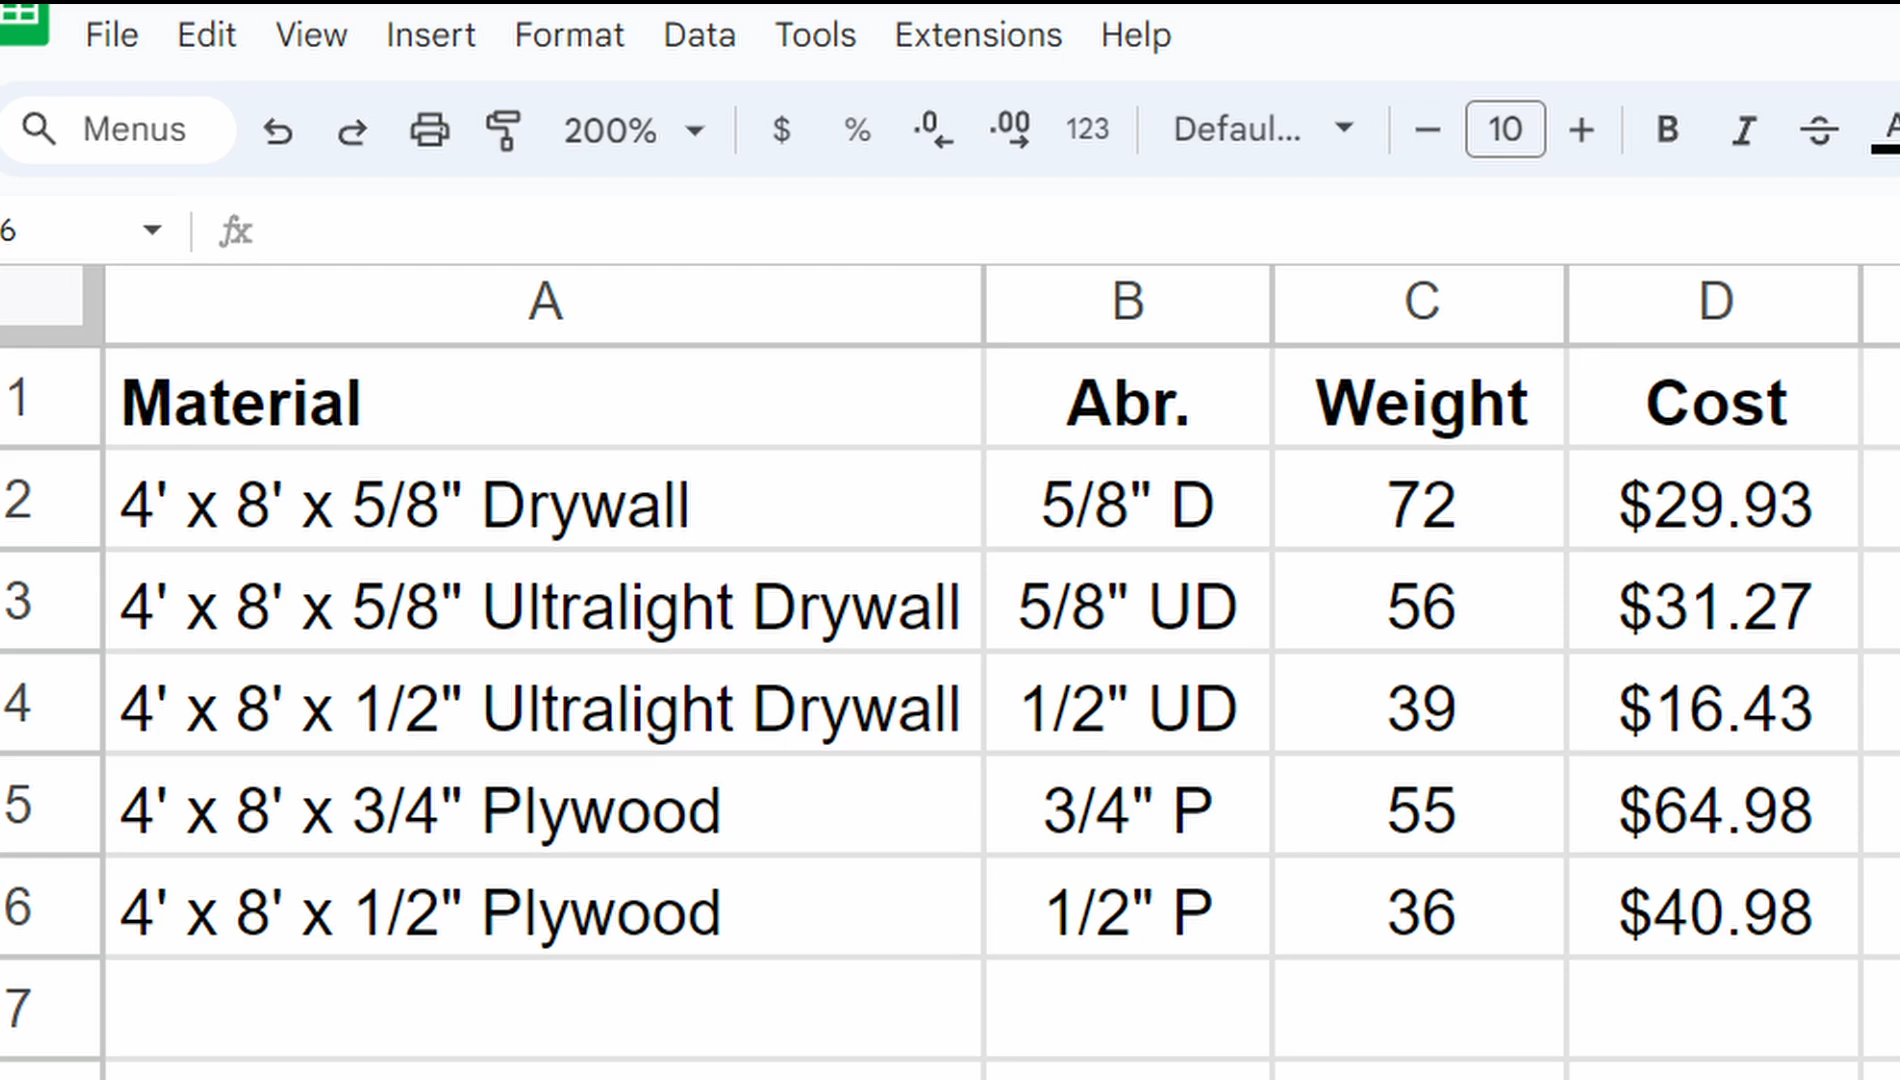 File Edit View Insert Format Data Tools Extensions Help
Menus 200% $ % .0 .00 123 Defaul... 10 B I S A
6 fx
A B C D
1 Material Abr. Weight Cost
2 4' x 8' x 5/8" Drywall 5/8" D 72 $29.93
3 4' x 8' x 5/8" Ultralight Drywall 5/8" UD 56 $31.27
4 4' x 8' x 1/2" Ultralight Drywall 1/2" UD 39 $16.43
5 4' x 8' x 3/4" Plywood 3/4" P 55 $64.98
6 4' x 8' x 1/2" Plywood 1/2" P 36 $40.98
7